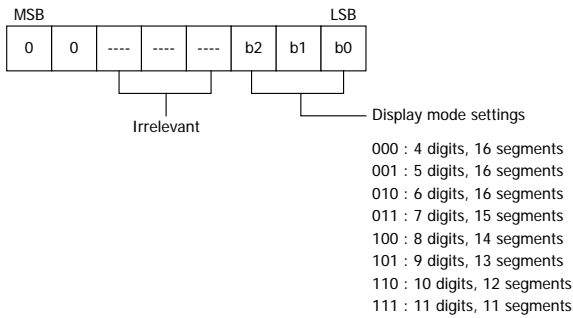 MSB LSB
0 0 ---- ---- ---- b2 b1 b0
Irrelevant
Display mode settings
000 : 4 digits, 16 segments
001 : 5 digits, 16 segments
010 : 6 digits, 16 segments
011 : 7 digits, 15 segments
100 : 8 digits, 14 segments
101 : 9 digits, 13 segments
110 : 10 digits, 12 segments
111 : 11 digits, 11 segments